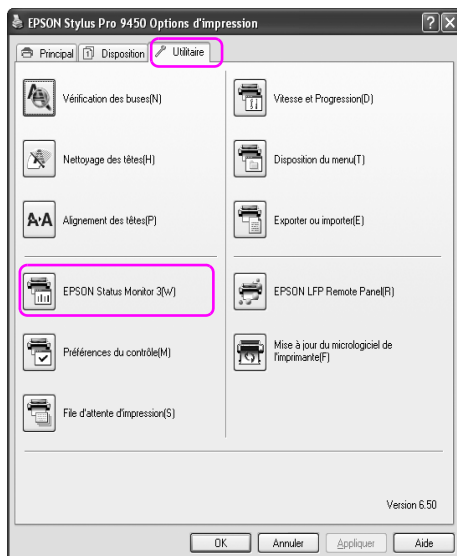 EPSON Stylus Pro 9450 Options d'impression
Principal Disposition Utilitaire
Vérification des buses(N)
Vitesse et Progression(D)
Nettoyage des têtes(H)
Disposition du menu(T)
A▸A Alignement des têtes(P)
Exporter ou importer(E)
EPSON Status Monitor 3(W)
EPSON LFP Remote Panel(R)
Préférences du contrôle(M)
Mise à jour du micrologiciel de
l'imprimante(F)
File d'attente d'impression(S)
Version 6.50
OK Annuler Appliquer Aide